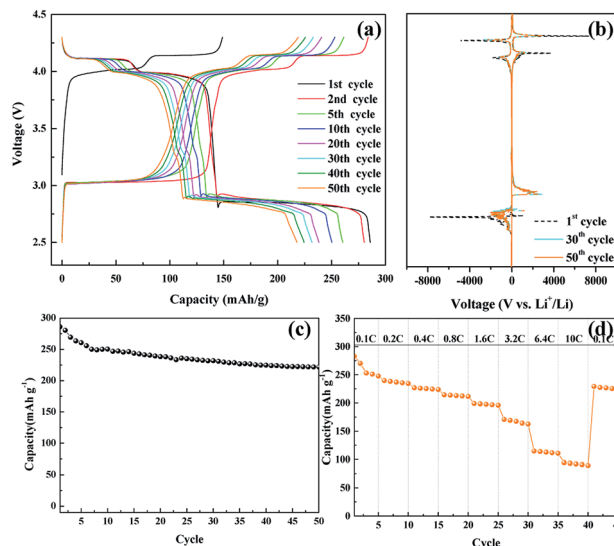 (a)
4.5
4.0
3.5
3.0
2.5
Voltage (V)
1st cycle
2nd cycle
5th cycle
10th cycle
20th cycle
30th cycle
40th cycle
50th cycle
0 50 100 150 200 250 300
Capacity (mAh/g)
(b)
1st cycle
30th cycle
50th cycle
-8000 -4000 0 4000 8000
Voltage (V vs. Li+/Li)
(c)
300
250
200
150
100
50
0
Capacity(mAh g-1)
0 10 20 30 40 50
Cycle
(d)
0.1C 0.2C 0.4C 0.8C 1.6C 3.2C 6.4C 10C 0.1C
350
300
250
200
150
100
50
0
Capacity(mAh g-1)
5 10 15 20 25 30 35 40 45
Cycle